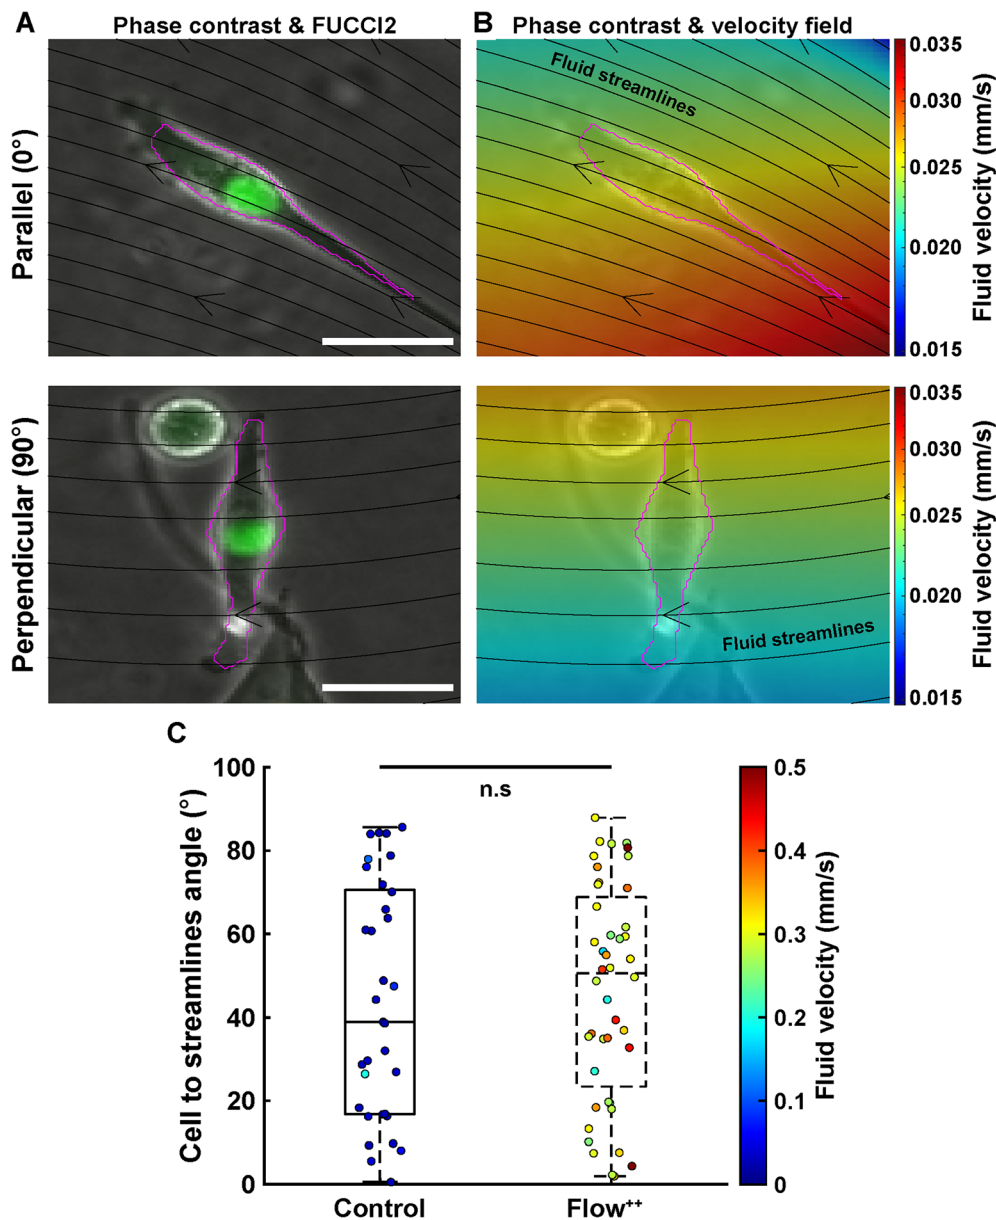 A Phase contrast & FUCCI2
B Phase contrast & velocity field
Parallel (0°)
Fluid streamlines
0.035
0.030
0.025
0.020
0.015
Fluid velocity (mm/s)
Perpendicular (90°)
Fluid streamlines
0.035
0.030
0.025
0.020
0.015
Fluid velocity (mm/s)
C
Cell to streamlines angle (°)
100
80
60
40
20
0
n.s
Control
Flow⁺⁺
0.5
0.4
0.3
0.2
0.1
0
Fluid velocity (mm/s)